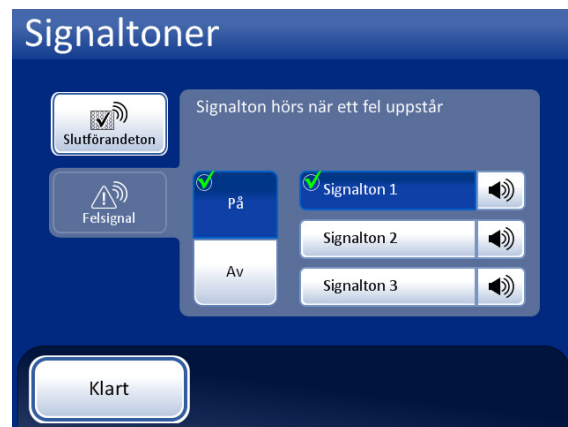 Signaltoner
Slutförandeton
Signalton hörs när ett fel uppstår
Felsignal
På
Av
Signalton 1
Signalton 2
Signalton 3
Klart